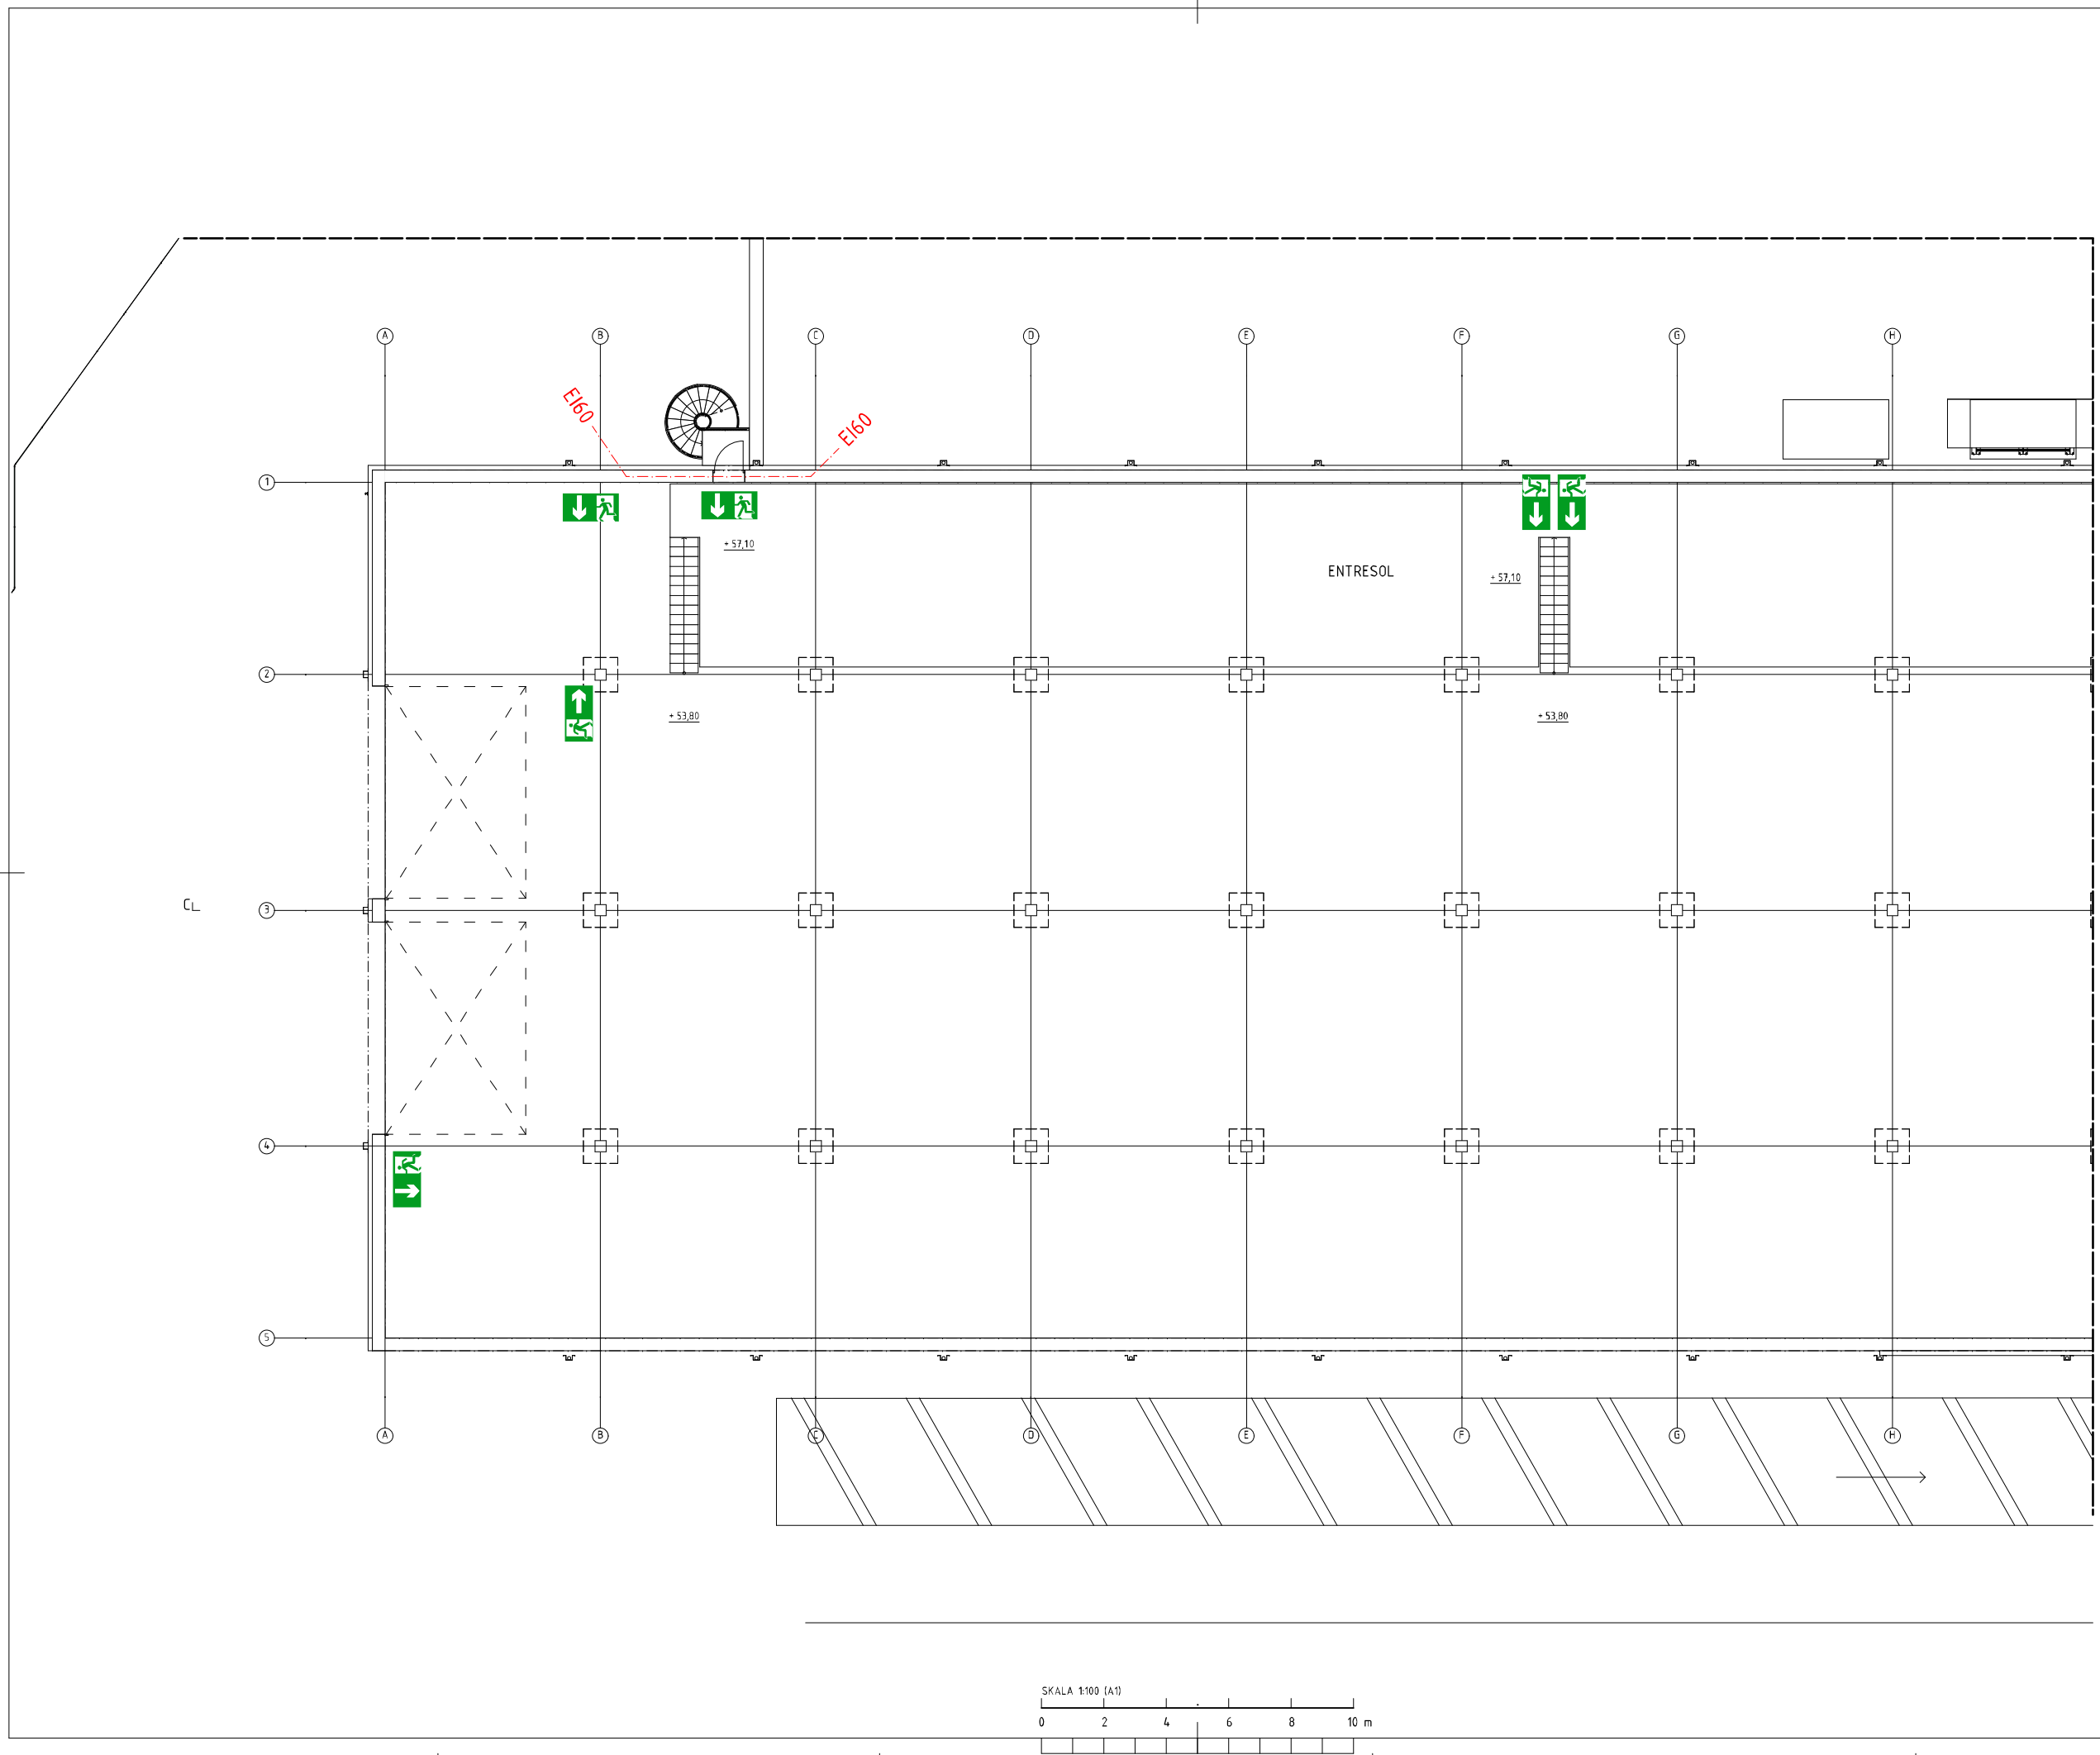 A B C D E F G H
EI60
EI60
1
+ 57,10
ENTRESOL
+ 57,10
2
+ 53,80
+ 53,80
CL
3
4
5
A B C D E F G H
SKALA 1:100 (A1)
0 2 4 6 8 10 m